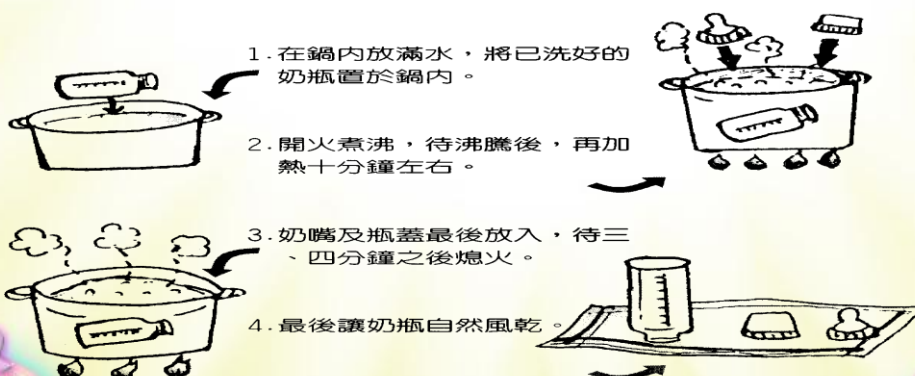 1.在鍋內放滿水，將已洗好的
奶瓶置於鍋內。
2.開火煮沸，待沸騰後，再加
熱十分鐘左右。
3.奶嘴及瓶蓋最後放入，待三
、四分鐘之後熄火。
4.最後讓奶瓶自然風乾。